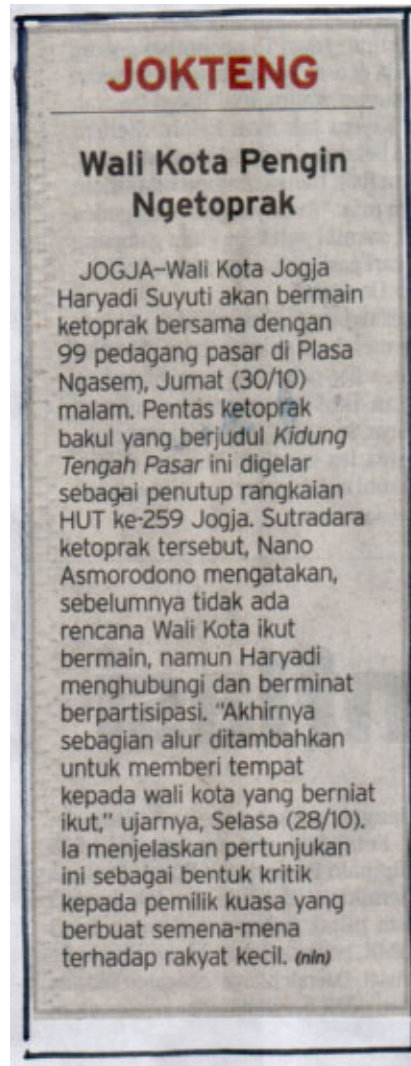 JOKTENG
Wali Kota Pengin
Ngetoprak
JOGJA–Wali Kota Jogja
Haryadi Suyuti akan bermain
ketoprak bersama dengan
99 pedagang pasar di Plasa
Ngasem, Jumat (30/10)
malam. Pentas ketoprak
bakul yang berjudul Kidung
Tengah Pasar ini digelar
sebagai penutup rangkaian
HUT ke-259 Jogja. Sutradara
ketoprak tersebut, Nano
Asmorodono mengatakan,
sebelumnya tidak ada
rencana Wali Kota ikut
bermain, namun Haryadi
menghubungi dan berminat
berpartisipasi. "Akhirnya
sebagian alur ditambahkan
untuk memberi tempat
kepada wali kota yang berniat
ikut," ujarnya, Selasa (28/10).
Ia menjelaskan pertunjukan
ini sebagai bentuk kritik
kepada pemilik kuasa yang
berbuat semena-mena
terhadap rakyat kecil. (nin)